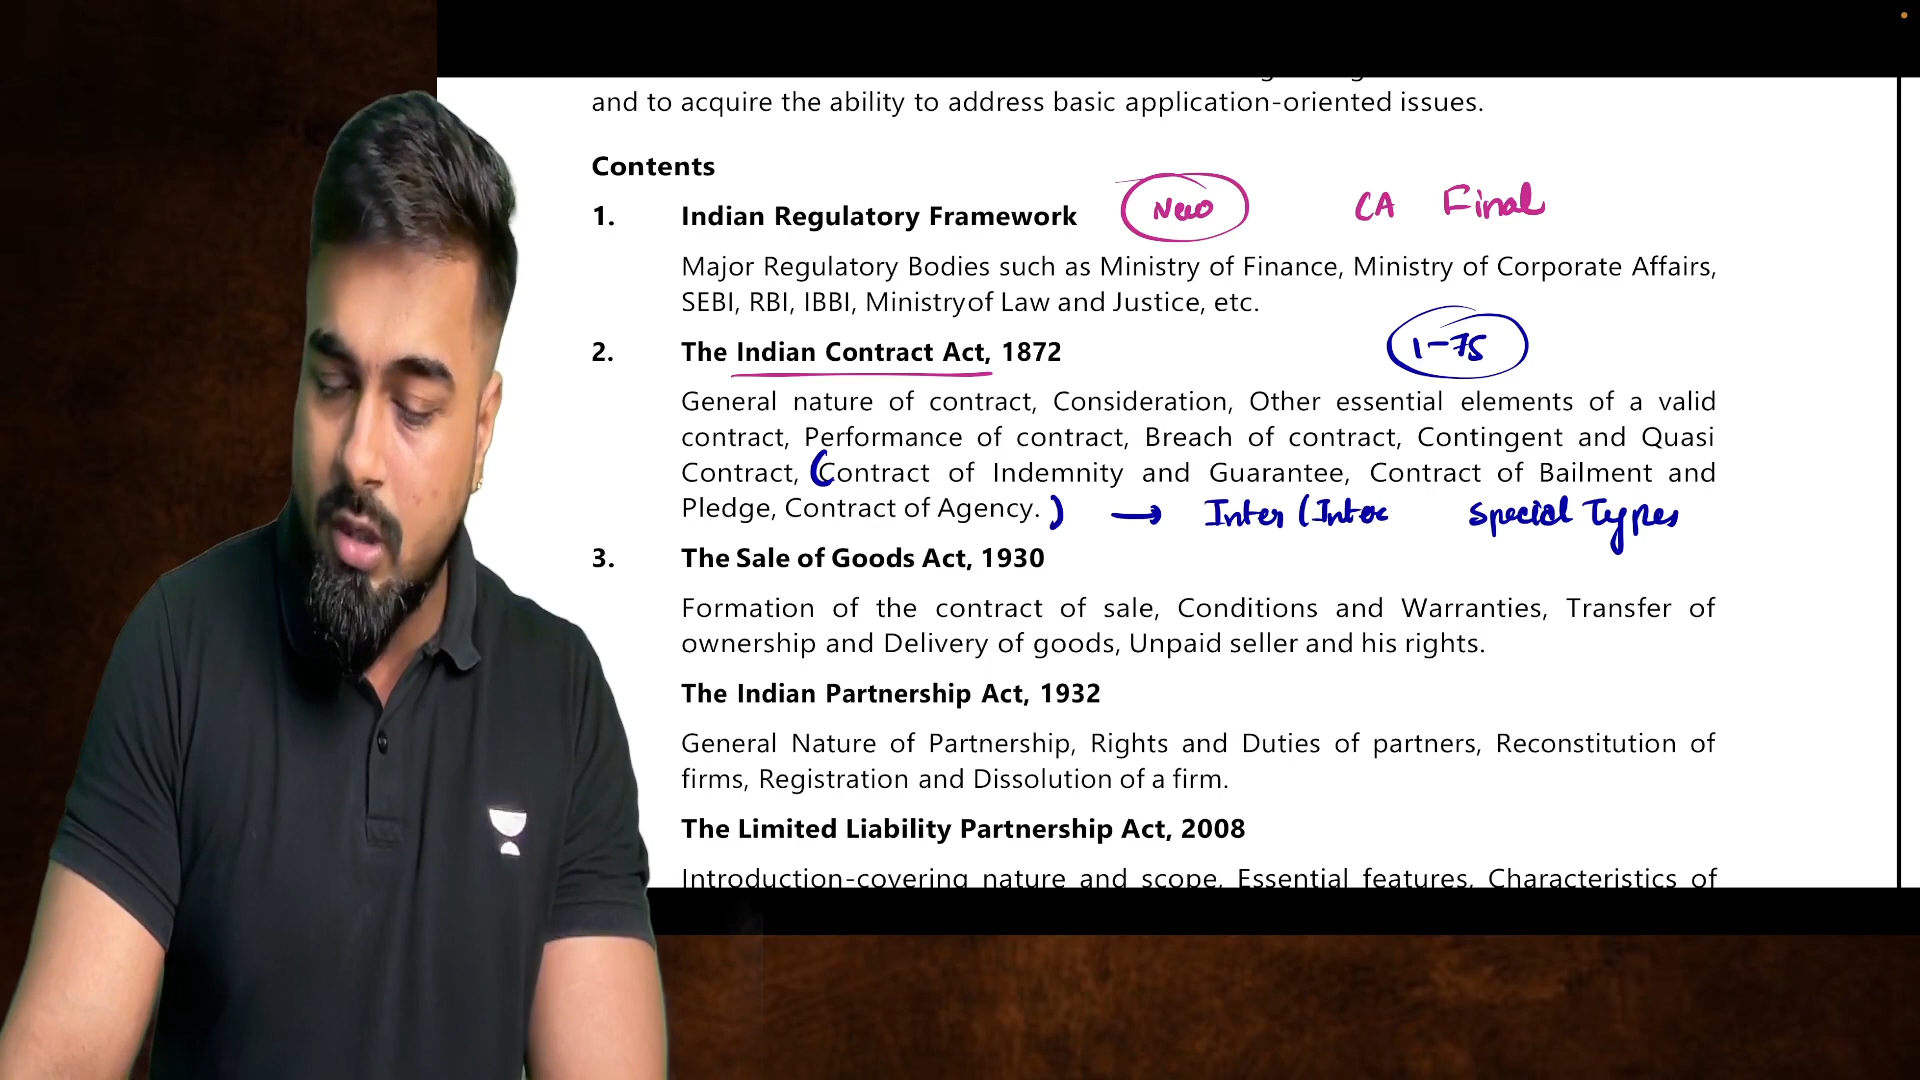 and to acquire the ability to address basic application-oriented issues.
Contents
1. Indian Regulatory Framework New CA Final
Major Regulatory Bodies such as Ministry of Finance, Ministry of Corporate Affairs,
SEBI, RBI, IBBI, Ministry of Law and Justice, etc.
2. The Indian Contract Act, 1872 1-75
General nature of contract, Consideration, Other essential elements of a valid
contract, Performance of contract, Breach of contract, Contingent and Quasi
Contract, (Contract of Indemnity and Guarantee, Contract of Bailment and
Pledge, Contract of Agency. ) → Inter (Inter Special Types
3. The Sale of Goods Act, 1930
Formation of the contract of sale, Conditions and Warranties, Transfer of
ownership and Delivery of goods, Unpaid seller and his rights.
The Indian Partnership Act, 1932
General Nature of Partnership, Rights and Duties of partners, Reconstitution of
firms, Registration and Dissolution of a firm.
The Limited Liability Partnership Act, 2008
Introduction-covering nature and scope, Essential features, Characteristics of